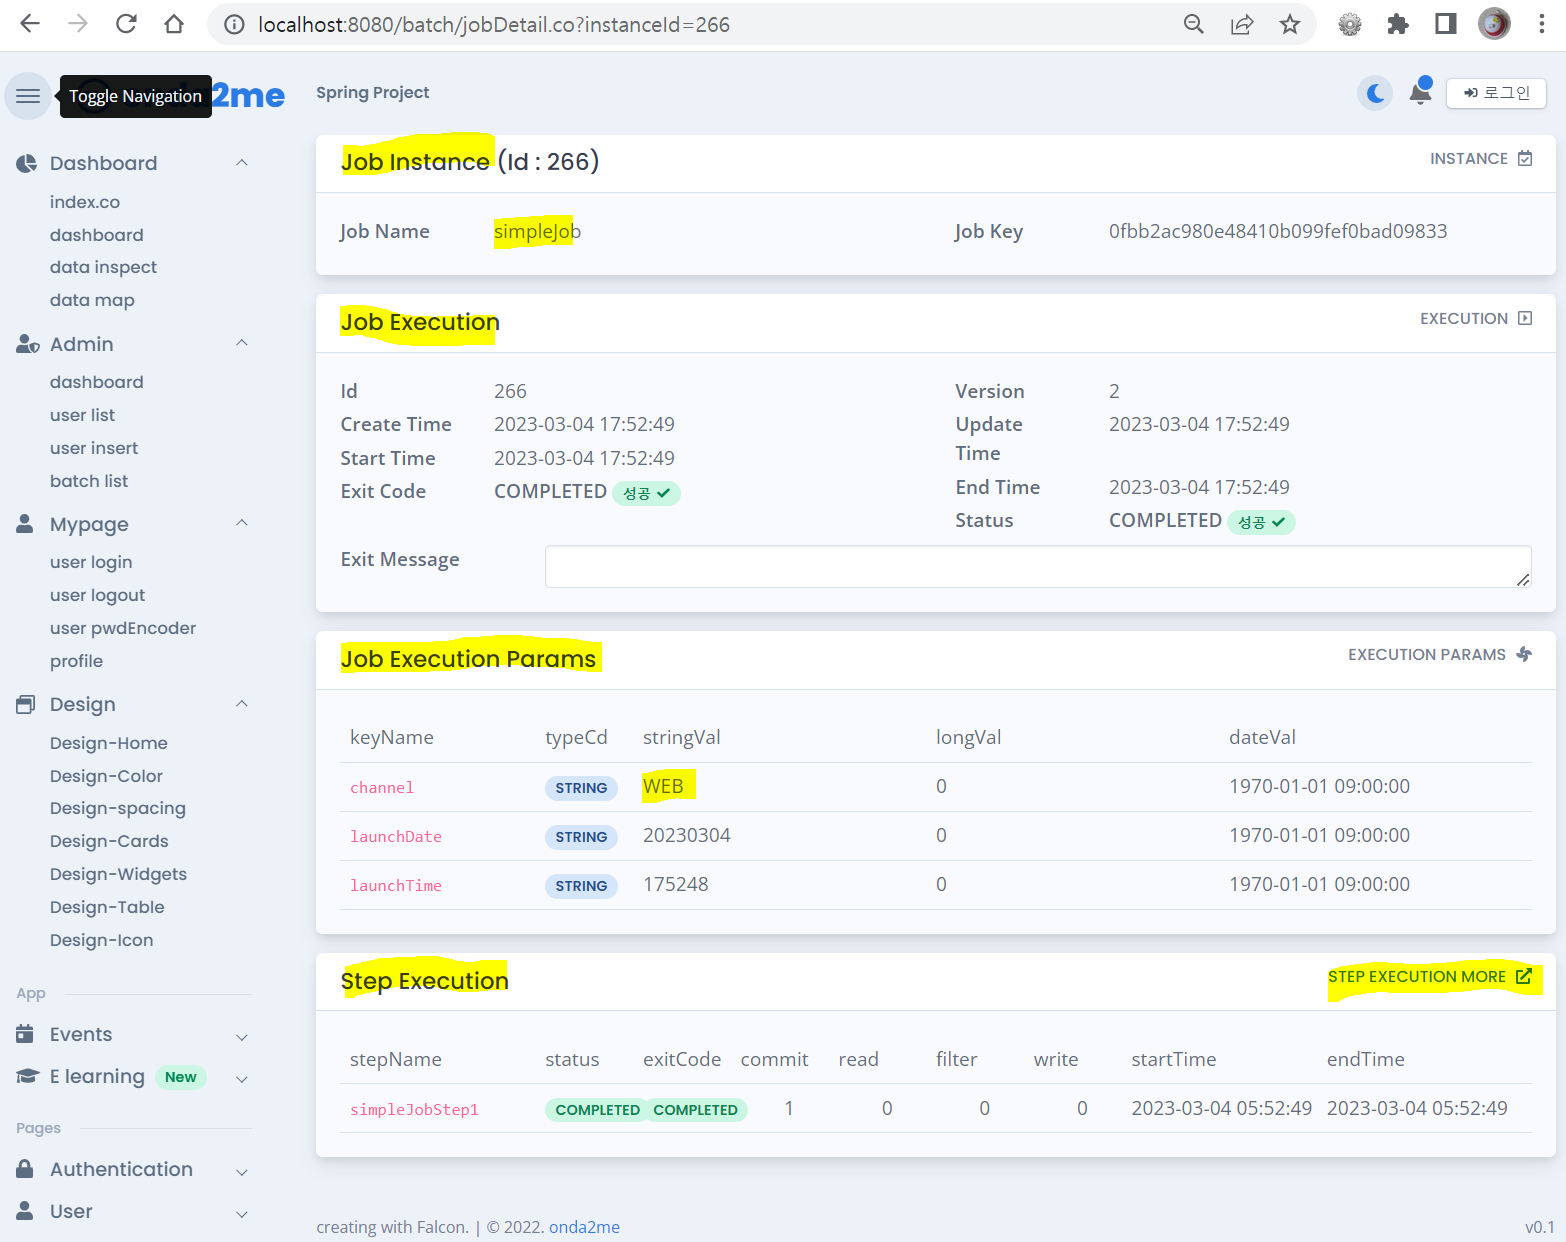 localhost:8080/batch/jobDetail.co?instanceId=266
Toggle Navigation
2me
Spring Project
로그인
Dashboard
index.co
dashboard
data inspect
data map
Admin
dashboard
user list
user insert
batch list
Mypage
user login
user logout
user pwdEncoder
profile
Design
Design-Home
Design-Color
Design-spacing
Design-Cards
Design-Widgets
Design-Table
Design-Icon
App
Events
E learning New
Pages
Authentication
User
Job Instance (Id : 266)
INSTANCE
Job Name simpleJob
Job Key 0fbb2ac980e48410b099fef0bad09833
Job Execution
EXECUTION
Id 266
Create Time 2023-03-04 17:52:49
Start Time 2023-03-04 17:52:49
Exit Code COMPLETED 성공
Version 2
Update Time 2023-03-04 17:52:49
End Time 2023-03-04 17:52:49
Status COMPLETED 성공
Exit Message
Job Execution Params
EXECUTION PARAMS
keyName typeCd stringVal longVal dateVal
channel STRING WEB 0 1970-01-01 09:00:00
launchDate STRING 20230304 0 1970-01-01 09:00:00
launchTime STRING 175248 0 1970-01-01 09:00:00
Step Execution
STEP EXECUTION MORE
stepName status exitCode commit read filter write startTime endTime
simpleJobStep1 COMPLETED COMPLETED 1 0 0 0 2023-03-04 05:52:49 2023-03-04 05:52:49
creating with Falcon. | © 2022. onda2me
v0.1